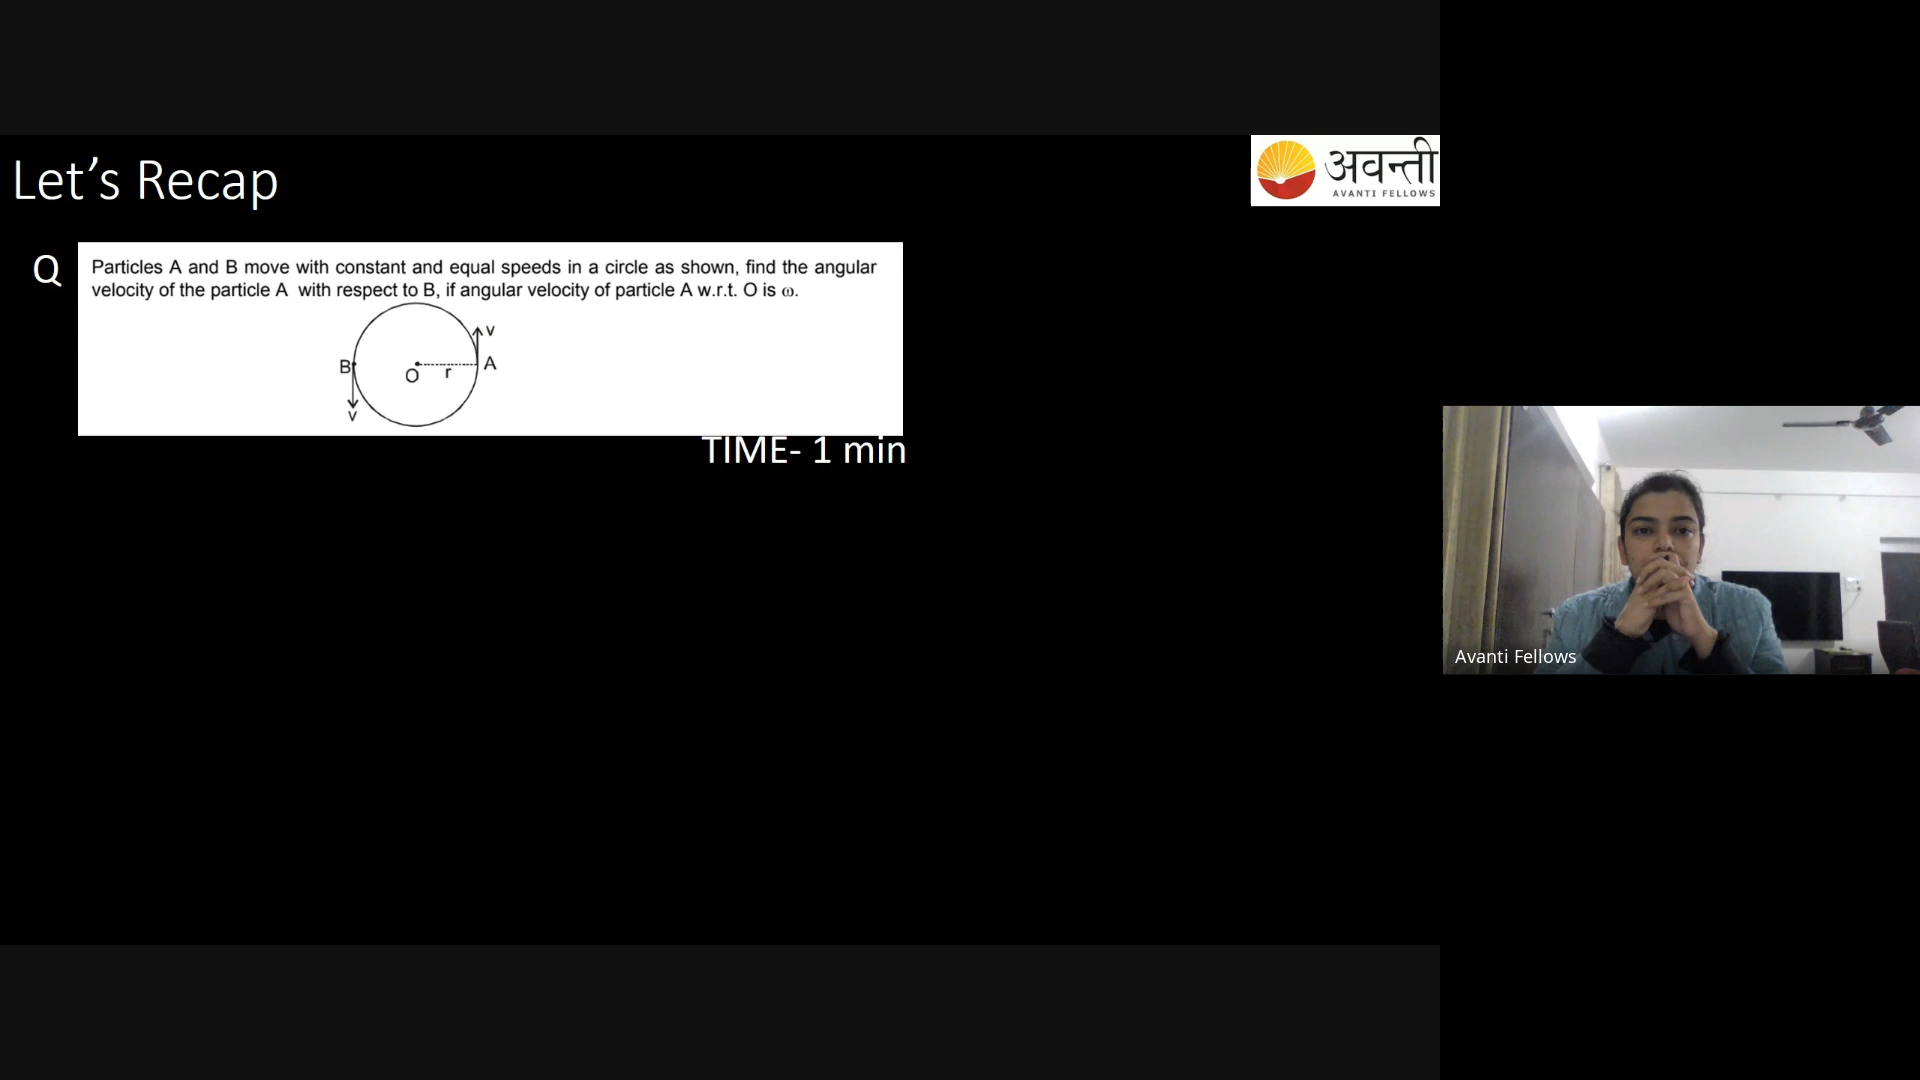 Let’s Recap
अवन्ती
AVANTI FELLOWS
Q
Particles A and B move with constant and equal speeds in a circle as shown, find the angular
velocity of the particle A with respect to B, if angular velocity of particle A w.r.t. O is ω.
v
B
O
r
A
v
TIME- 1 min
Avanti Fellows